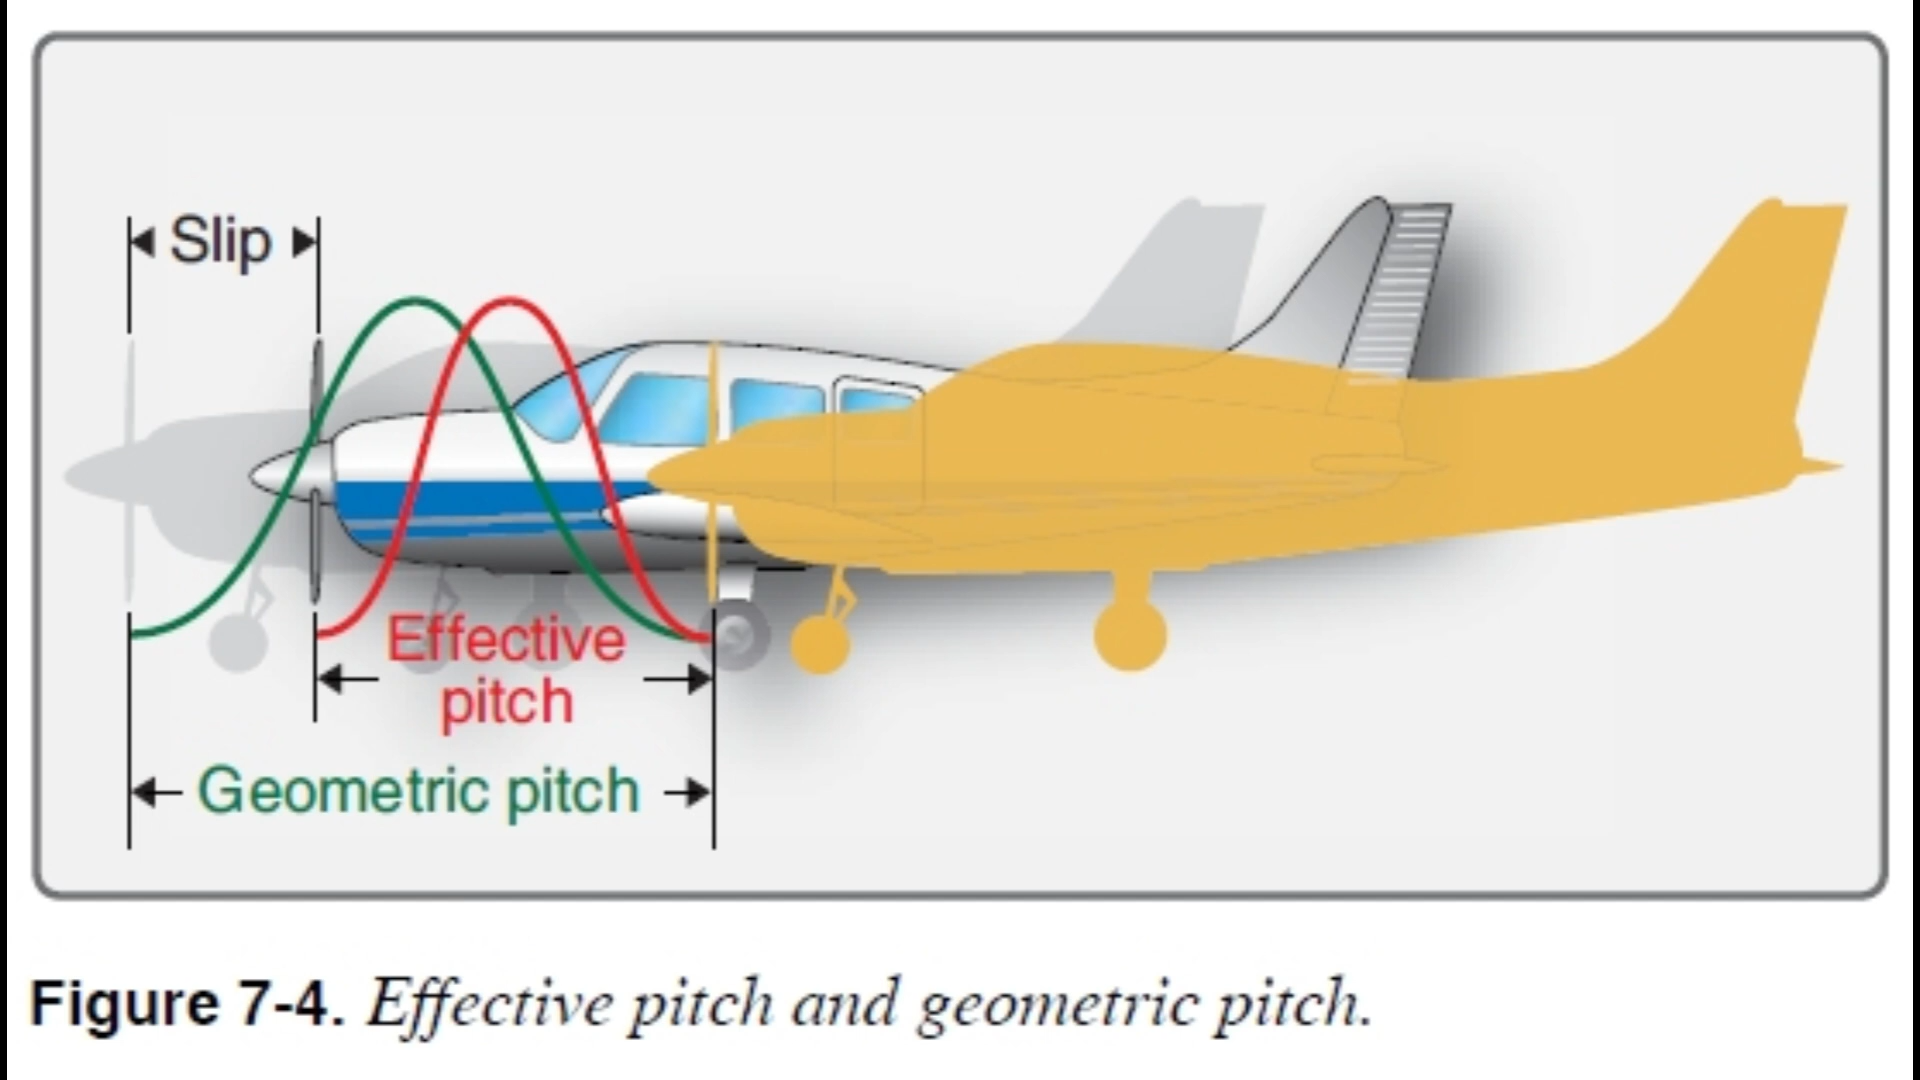 Slip
Effective
pitch
Geometric pitch
Figure 7-4. Effective pitch and geometric pitch.